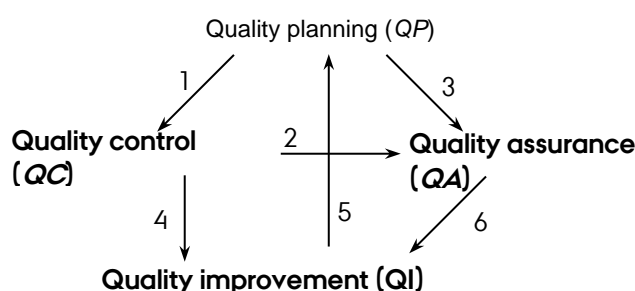 Quality planning (QP)
1
3
Quality control
(QC)
2
Quality assurance
(QA)
4
5
6
Quality improvement (QI)